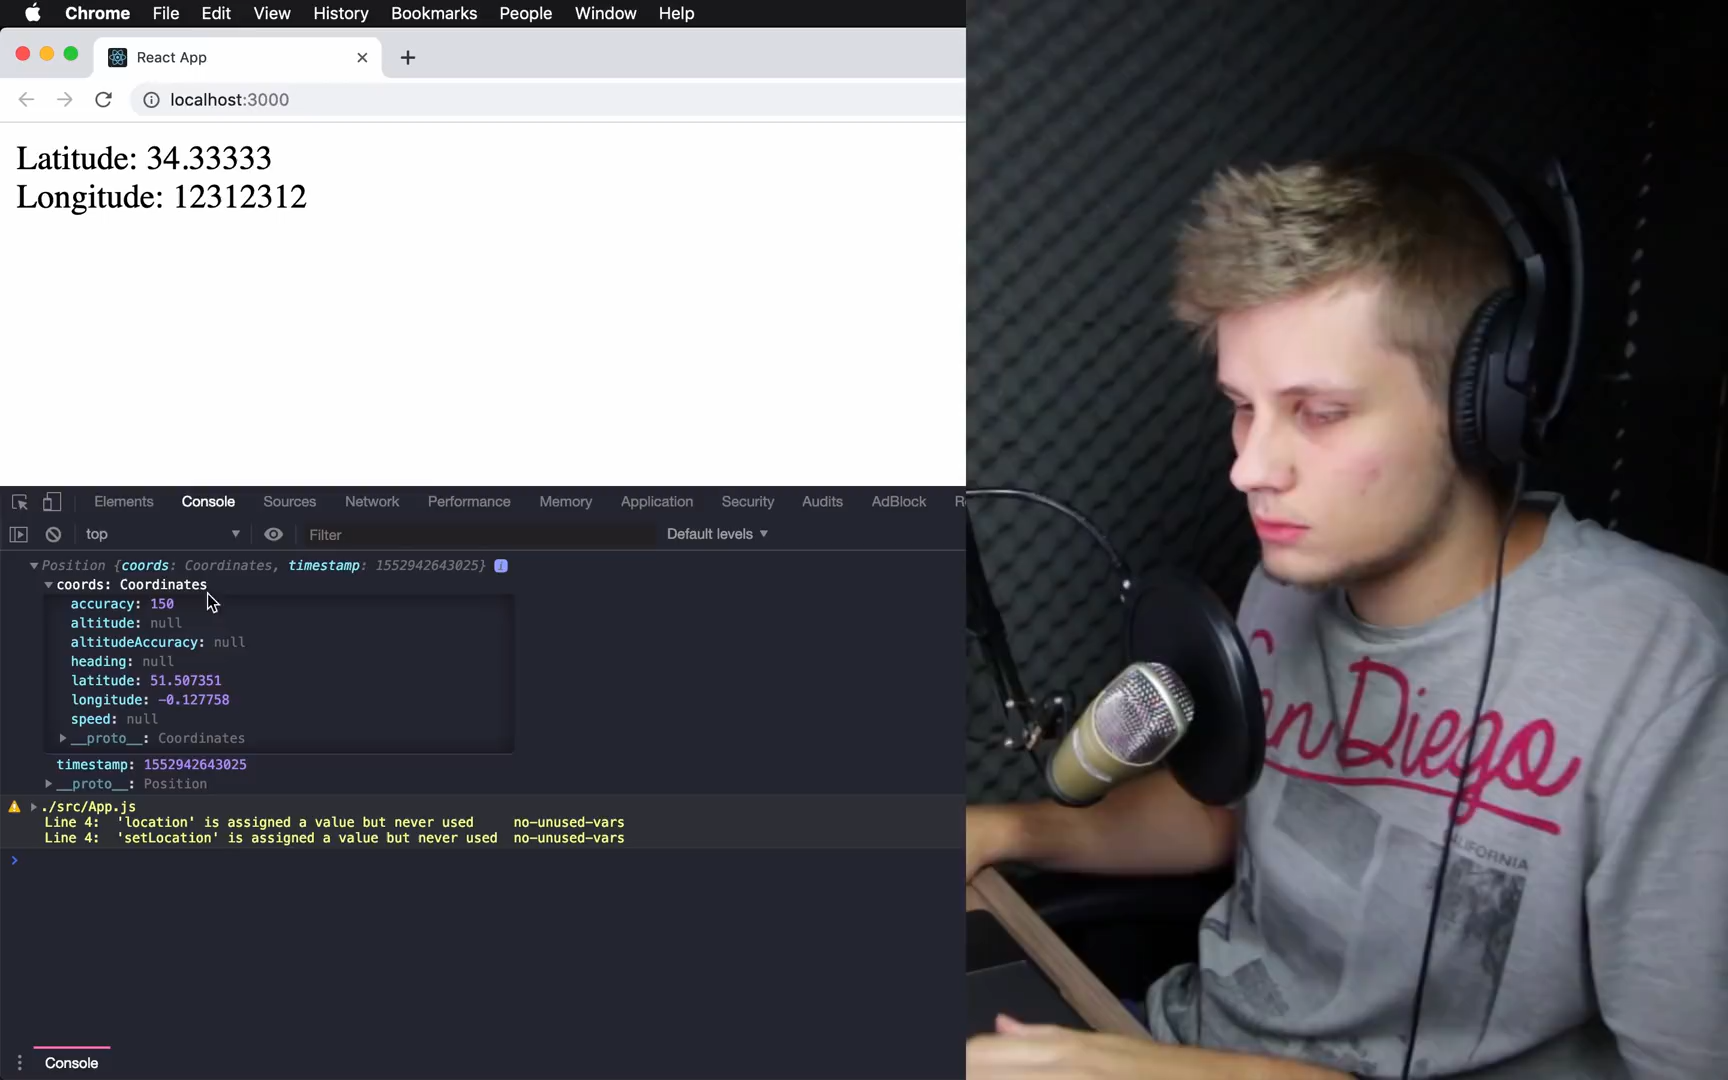 Chrome File Edit View History Bookmarks People Window Help
React App
localhost:3000
Latitude: 34.33333
Longitude: 12312312
Elements Console Sources Network Performance Memory Application Security Audits AdBlock
top Filter Default levels ▼
▼Position {coords: Coordinates, timestamp: 1552942643025} i
▼coords: Coordinates
accuracy: 150
altitude: null
altitudeAccuracy: null
heading: null
latitude: 51.507351
longitude: -0.127758
speed: null
▶__proto__: Coordinates
timestamp: 1552942643025
▶__proto__: Position
▶./src/App.js
Line 4: 'location' is assigned a value but never used no-unused-vars
Line 4: 'setLocation' is assigned a value but never used no-unused-vars
>
Console
San Diego
CALIFORNIA